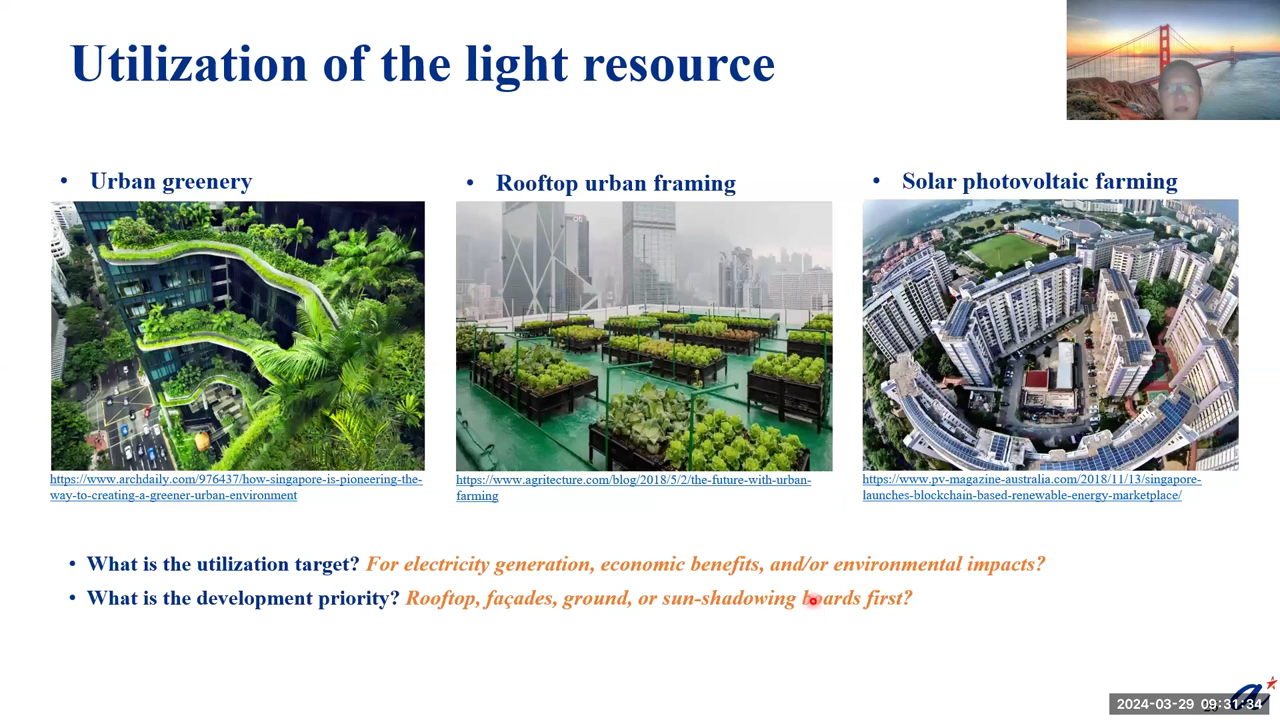 Utilization of the light resource
• Urban greenery
• Rooftop urban framing
• Solar photovoltaic farming
https://www.archdaily.com/976437/how-singapore-is-pioneering-the-
way-to-creating-a-greener-urban-environment
https://www.agritecture.com/blog/2018/5/2/the-future-with-urban-
farming
https://www.pv-magazine-australia.com/2018/11/13/singapore-
launches-blockchain-based-renewable-energy-marketplace/
• What is the utilization target? For electricity generation, economic benefits, and/or environmental impacts?
• What is the development priority? Rooftop, façades, ground, or sun-shadowing boards first?
2024-03-29 09:31:34